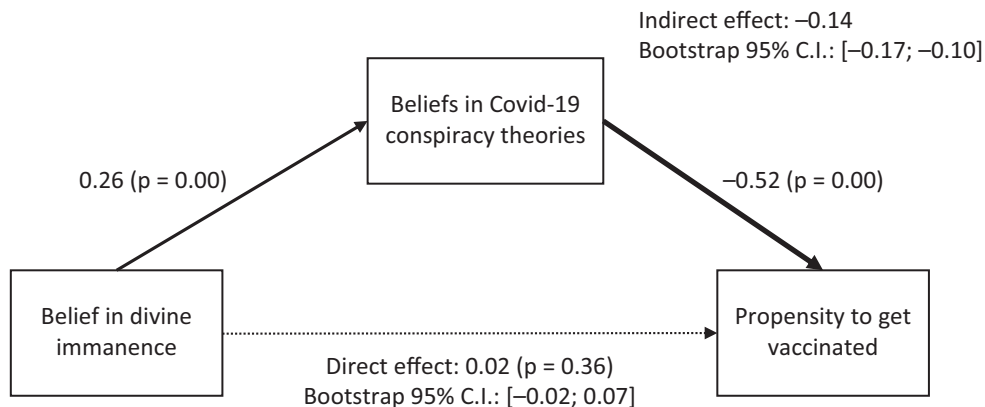 Indirect effect: –0.14
Bootstrap 95% C.I.: [–0.17; –0.10]
Beliefs in Covid-19
conspiracy theories
0.26 (p = 0.00)
–0.52 (p = 0.00)
Belief in divine
immanence
Propensity to get
vaccinated
Direct effect: 0.02 (p = 0.36)
Bootstrap 95% C.I.: [–0.02; 0.07]